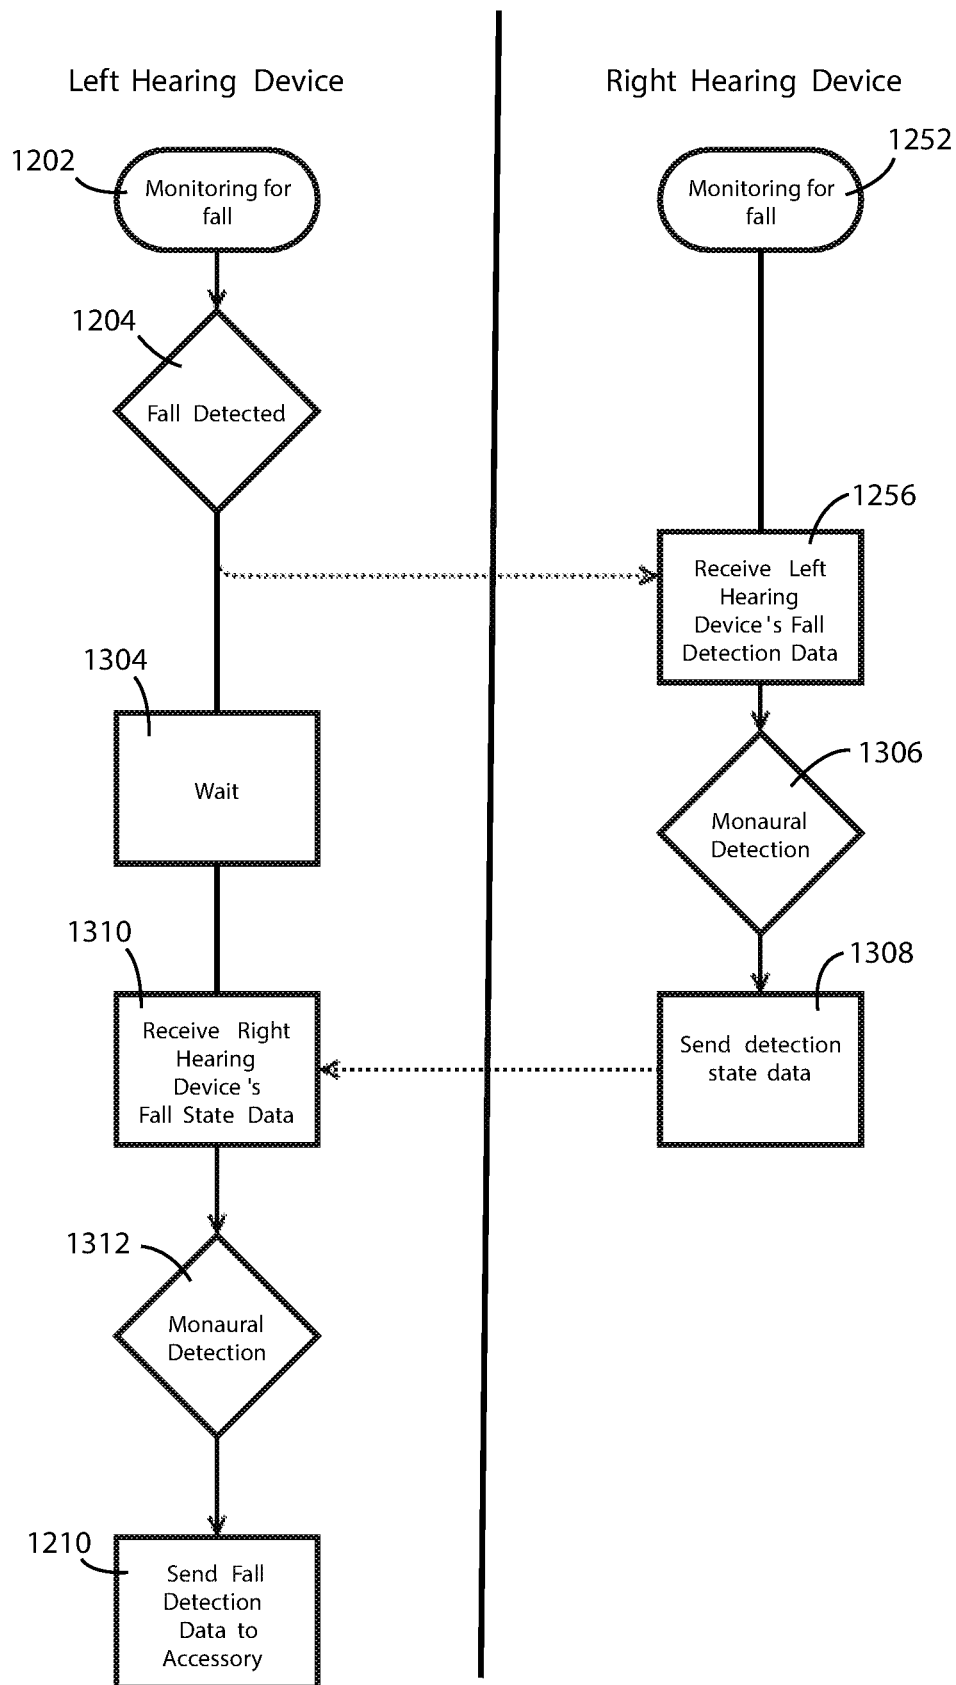 Left Hearing Device
Right Hearing Device
1202
Monitoring for
fall
1252
Monitoring for
fall
1204
Fall Detected
1256
Receive Left
Hearing
Device's Fall
Detection Data
1304
Wait
1306
Monaural
Detection
1310
Receive Right
Hearing
Device's
Fall State Data
1308
Send detection
state data
1312
Monaural
Detection
1210
Send Fall
Detection
Data to
Accessory